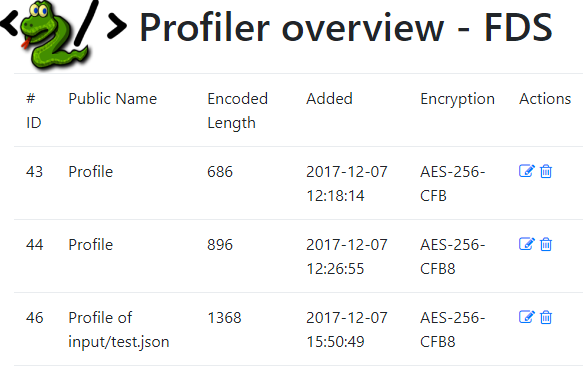 Profiler overview - FDS
# ID Public Name Encoded Length Added Encryption Actions
43 Profile 686 2017-12-07 12:18:14 AES-256-CFB
44 Profile 896 2017-12-07 12:26:55 AES-256-CFB8
46 Profile of input/test.json 1368 2017-12-07 15:50:49 AES-256-CFB8